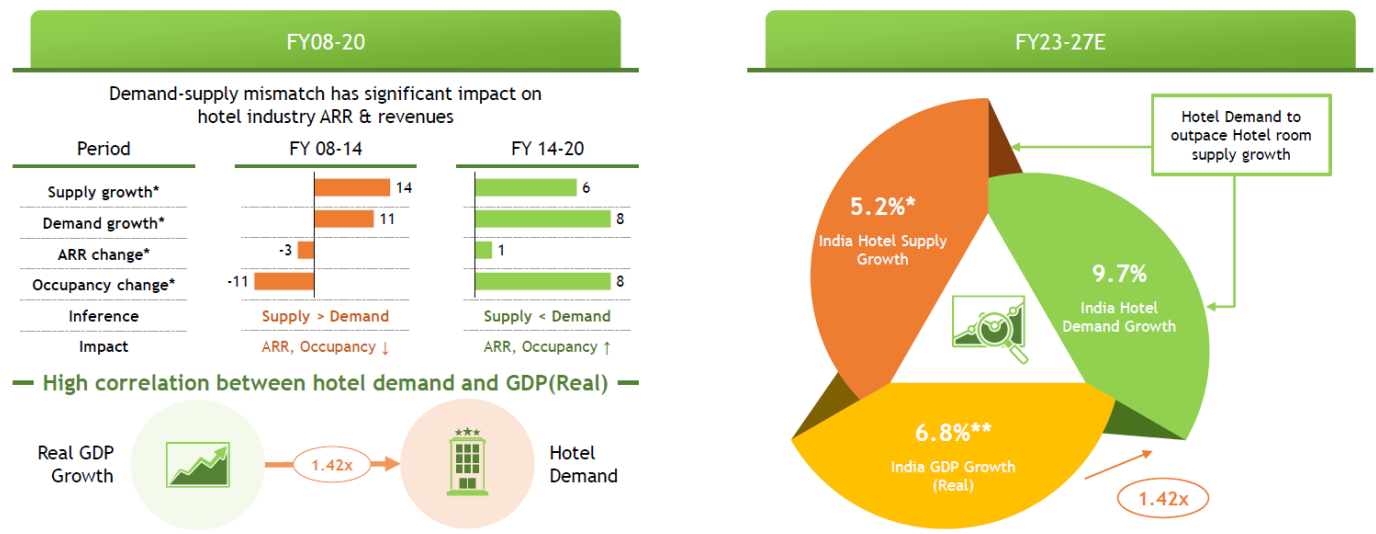 FY08-20
Demand-supply mismatch has significant impact on
hotel industry ARR & revenues
Period FY 08-14 FY 14-20
Supply growth* 14 6
Demand growth* 11 8
ARR change* -3 1
Occupancy change* -11 8
Inference Supply > Demand Supply < Demand
Impact ARR, Occupancy ↓ ARR, Occupancy ↑
High correlation between hotel demand and GDP(Real)
Real GDP
Growth
1.42x
Hotel
Demand
FY23-27E
Hotel Demand to
outpace Hotel room
supply growth
5.2%*
India Hotel Supply
Growth
9.7%
India Hotel
Demand Growth
6.8%**
India GDP Growth
(Real)
1.42x